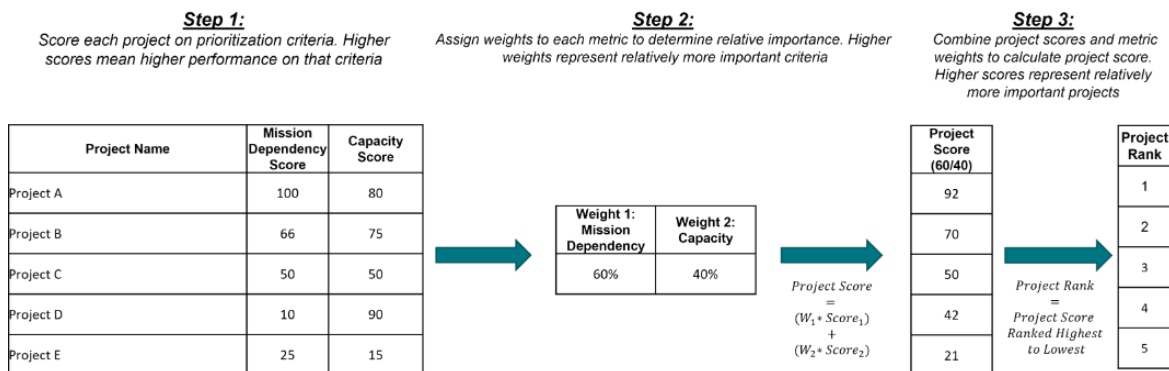 Step 1:
Score each project on prioritization criteria. Higher
scores mean higher performance on that criteria
Step 2:
Assign weights to each metric to determine relative importance. Higher
weights represent relatively more important criteria
Step 3:
Combine project scores and metric
weights to calculate project score.
Higher scores represent relatively
more important projects
Project Name
Mission
Dependency
Score
Capacity
Score
Project A
100
80
Project B
66
75
Project C
50
50
Project D
10
90
Project E
25
15
Weight 1:
Mission
Dependency
Weight 2:
Capacity
60%
40%
Project Score
=
(W₁* Score₁)
+
(W₂* Score₂)
Project
Score
(60/40)
92
70
50
42
21
Project Rank
=
Project Score
Ranked Highest
to Lowest
Project
Rank
1
2
3
4
5